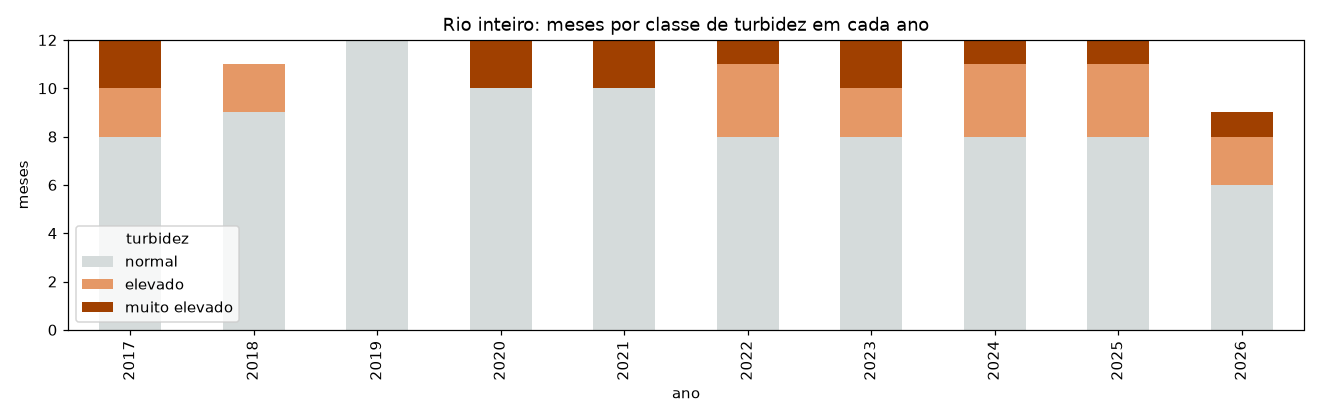 Rio inteiro: meses por classe de turbidez em cada ano
12
10
8
6
4
2
0
meses
turbidez
normal
elevado
muito elevado
2017
2018
2019
2020
2021
2022
2023
2024
2025
2026
ano